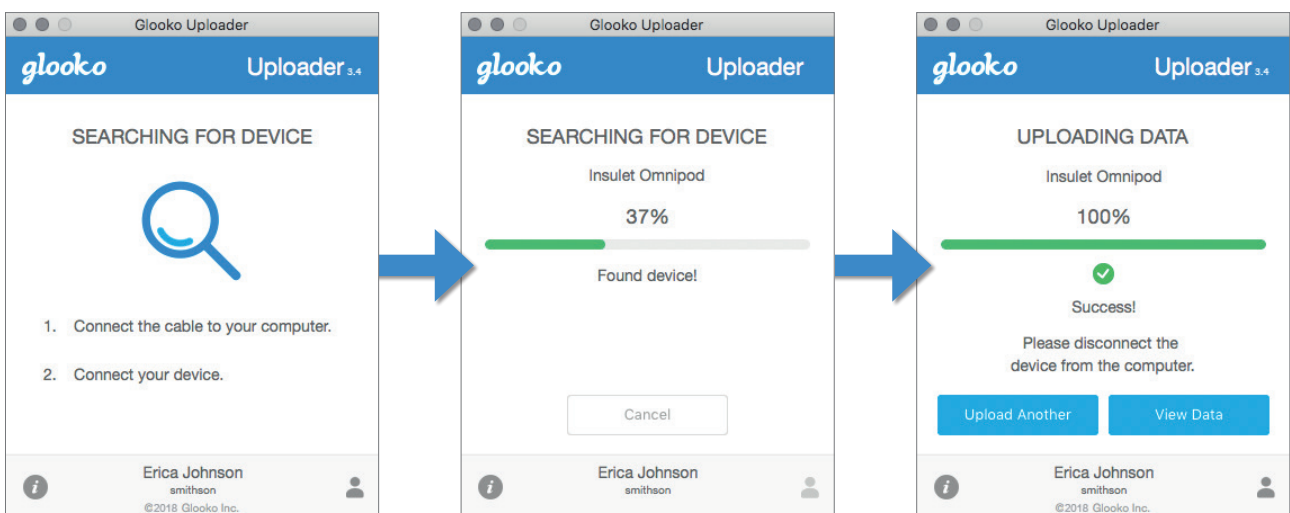 Glooko Uploader
glooko
Uploader 3.4
SEARCHING FOR DEVICE
1. Connect the cable to your computer.
2. Connect your device.
i
Erica Johnson
smithson
©2018 Glooko Inc.
Glooko Uploader
glooko
Uploader
SEARCHING FOR DEVICE
Insulet Omnipod
37%
Found device!
Cancel
i
Erica Johnson
smithson
Glooko Uploader
glooko
Uploader 3.4
UPLOADING DATA
Insulet Omnipod
100%
Success!
Please disconnect the
device from the computer.
Upload Another
View Data
i
Erica Johnson
smithson
©2018 Glooko Inc.